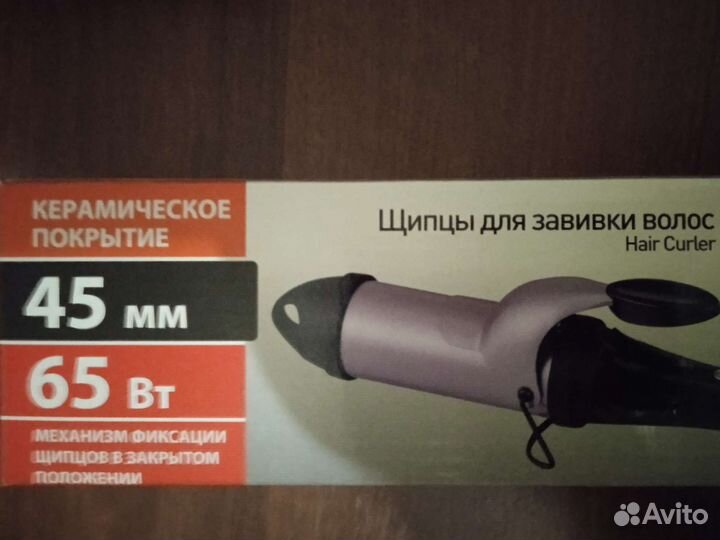 КЕРАМИЧЕСКОЕ
ПОКРЫТИЕ
45 мм
65 Вт
МЕХАНИЗМ ФИКСАЦИИ
ЩИПЦОВ В ЗАКРЫТОМ
ПОЛОЖЕНИИ
Щипцы для завивки волос
Hair Curler
Avito